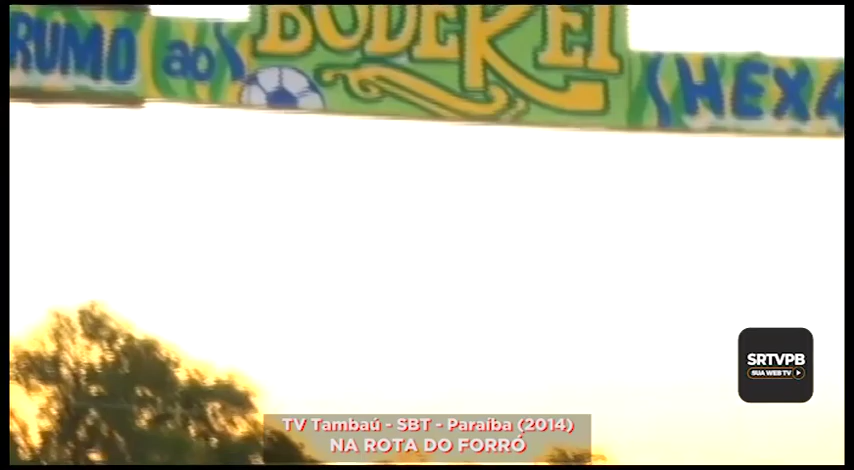 RUMO ao BODEREI HEXA
SRTVPB
SUA WEB TV
TV Tambaú - SBT - Paraíba (2014)
NA ROTA DO FORRÓ